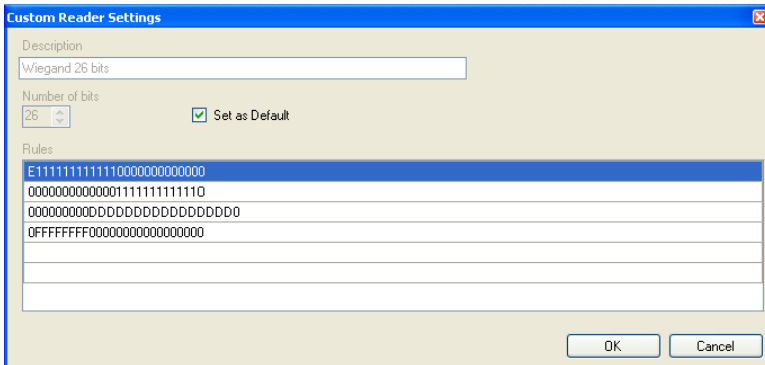 Custom Reader Settings
Description
Wiegand 26 bits
Number of bits
26
Set as Default
Rules
E1111111111110000000000000
0000000000000111111111111O
000000000DDDDDDDDDDDDDDDD0
0FFFFFFFF00000000000000000
OK Cancel